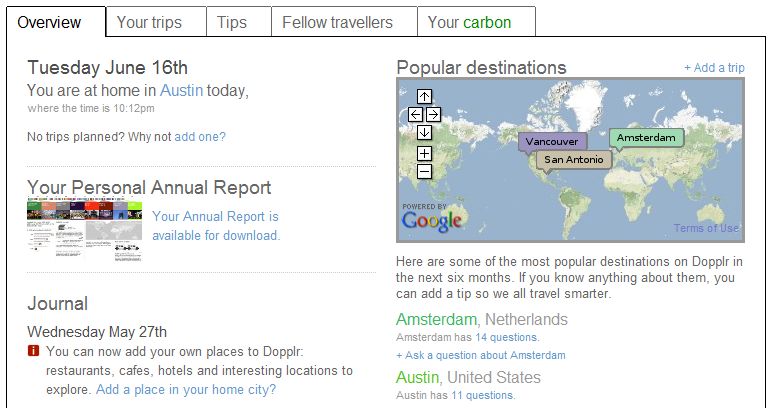 Overview
Your trips
Tips
Fellow travellers
Your carbon
Tuesday June 16th
You are at home in Austin today,
where the time is 10:12pm
No trips planned? Why not add one?
Your Personal Annual Report
Your Annual Report is
available for download.
Journal
Wednesday May 27th
You can now add your own places to Dopplr:
restaurants, cafes, hotels and interesting locations to
explore. Add a place in your home city?
Popular destinations
+ Add a trip
Vancouver
Amsterdam
San Antonio
POWERED BY
Google
Terms of Use
Here are some of the most popular destinations on Dopplr in
the next six months. If you know anything about them, you
can add a tip so we all travel smarter.
Amsterdam, Netherlands
Amsterdam has 14 questions.
+ Ask a question about Amsterdam
Austin, United States
Austin has 11 questions.